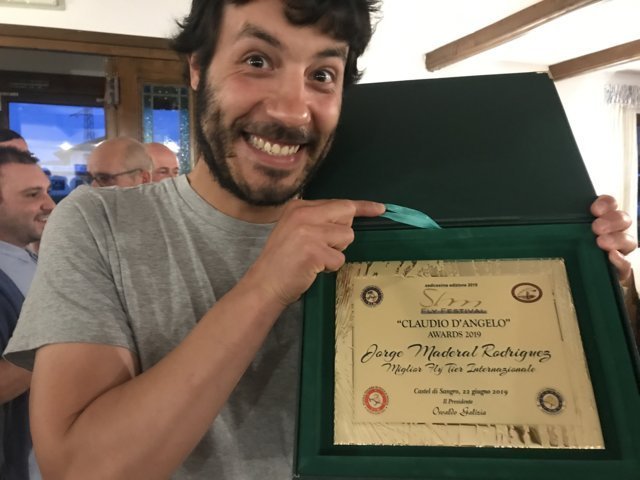 sedicesima edizione 2019
Sim
FLY FESTIVAL
"CLAUDIO D'ANGELO"
AWARDS 2019
Jorge Maderal Rodriguez
Miglior Fly Tier Internazionale
Castel di Sangro, 22 giugno 2019
Il Presidente
Osvaldo Galizia